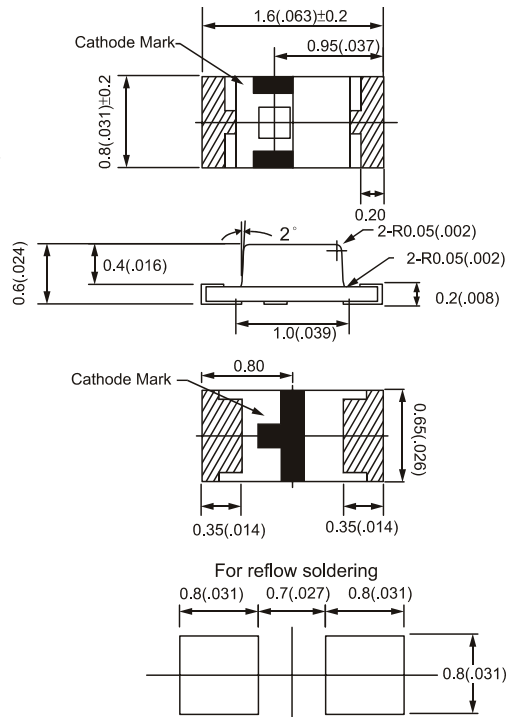 1.6(.063)±0.2
Cathode Mark
0.95(.037)
0.8(.031)±0.2
0.20
2°
2-R0.05(.002)
2-R0.05(.002)
0.6(.024)
0.4(.016)
0.2(.008)
1.0(.039)
0.80
Cathode Mark
0.65(.026)
0.35(.014)
0.35(.014)
For reflow soldering
0.8(.031) 0.7(.027) 0.8(.031)
0.8(.031)